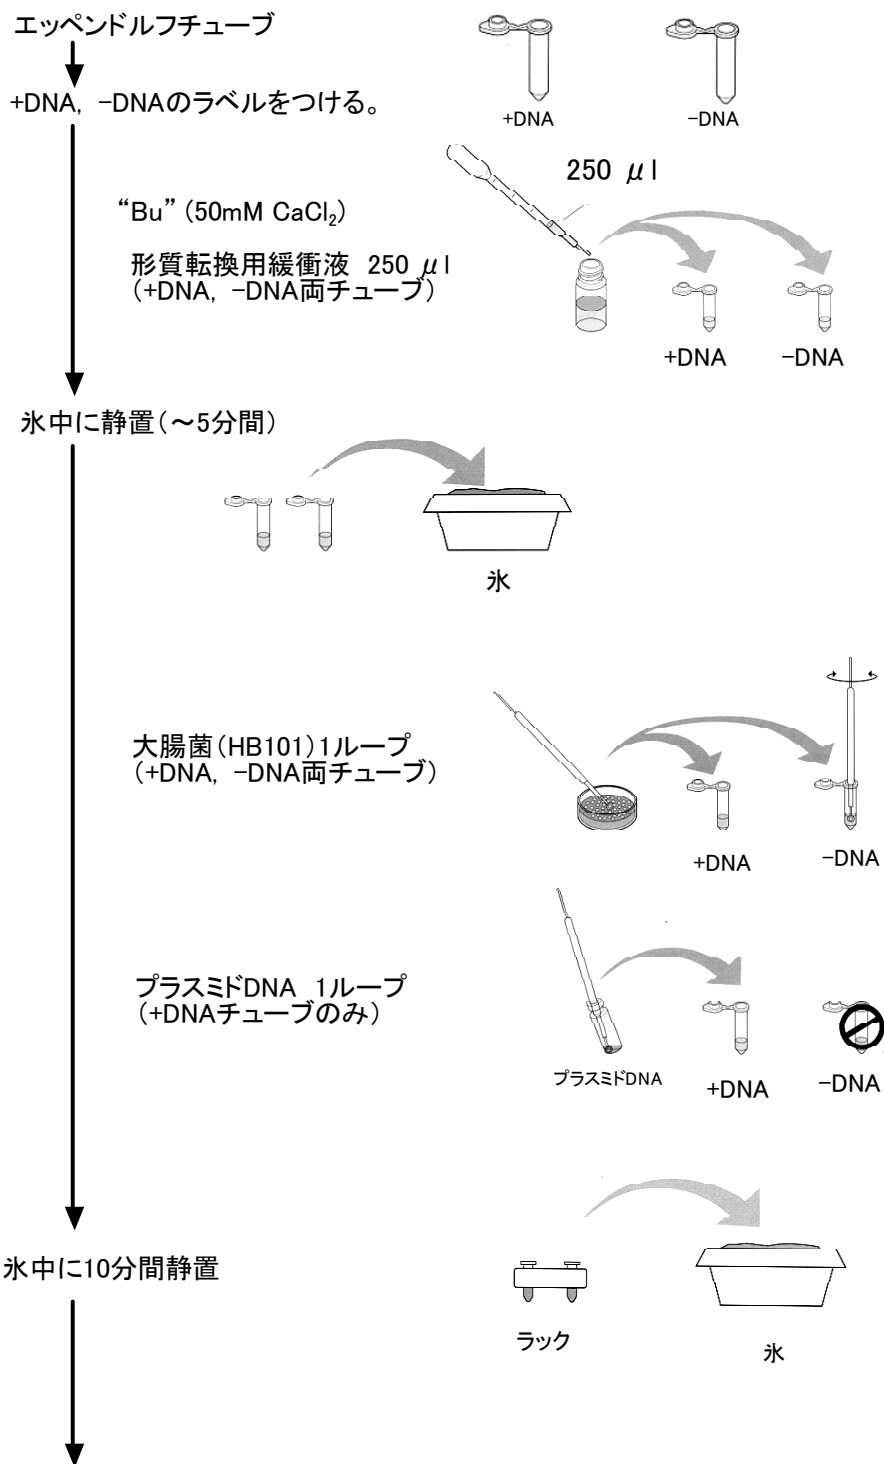 エッペンドルフチューブ
+DNA, −DNAのラベルをつける。
+DNA
−DNA
250 μl
“Bu” (50mM CaCl₂)
形質転換用緩衝液 250 μl
(+DNA, −DNA両チューブ)
+DNA
−DNA
氷中に静置(～5分間)
氷
大腸菌(HB101)1ループ
(+DNA, −DNA両チューブ)
+DNA
−DNA
プラスミドDNA 1ループ
(+DNAチューブのみ)
プラスミドDNA
+DNA
−DNA
氷中に10分間静置
ラック
氷